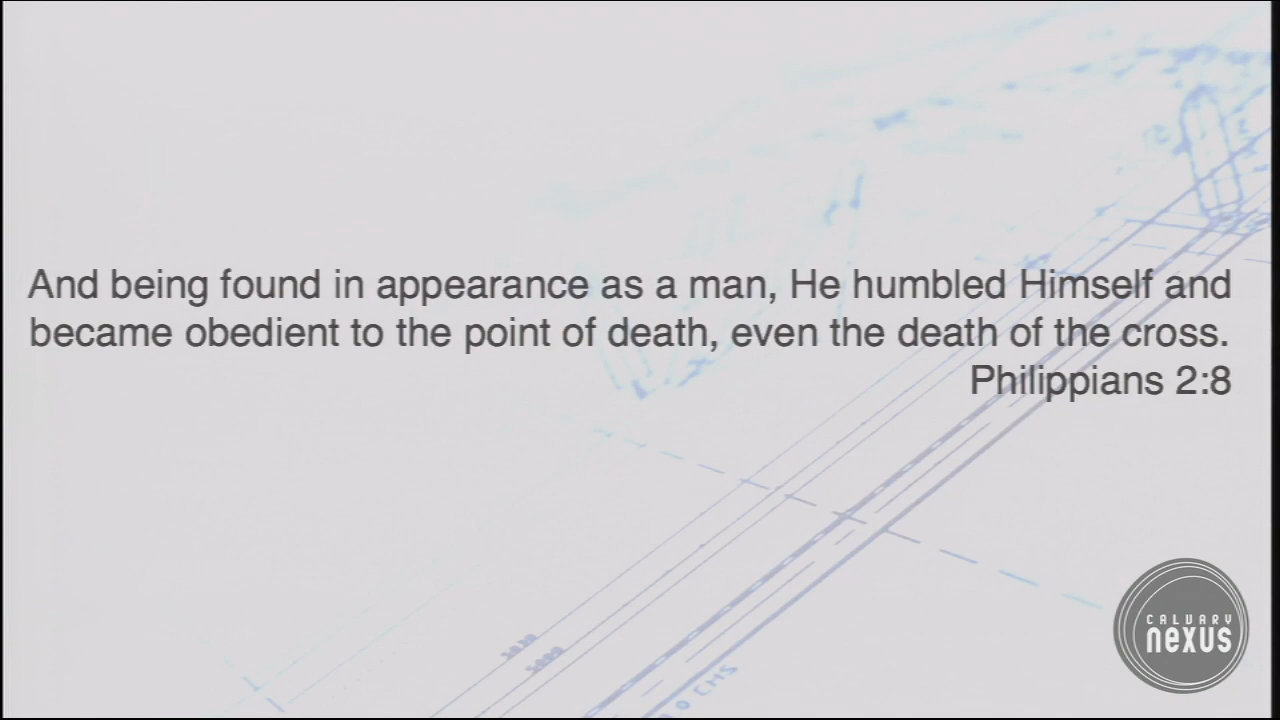 And being found in appearance as a man, He humbled Himself and
became obedient to the point of death, even the death of the cross.
Philippians 2:8
CALVARY
nexus